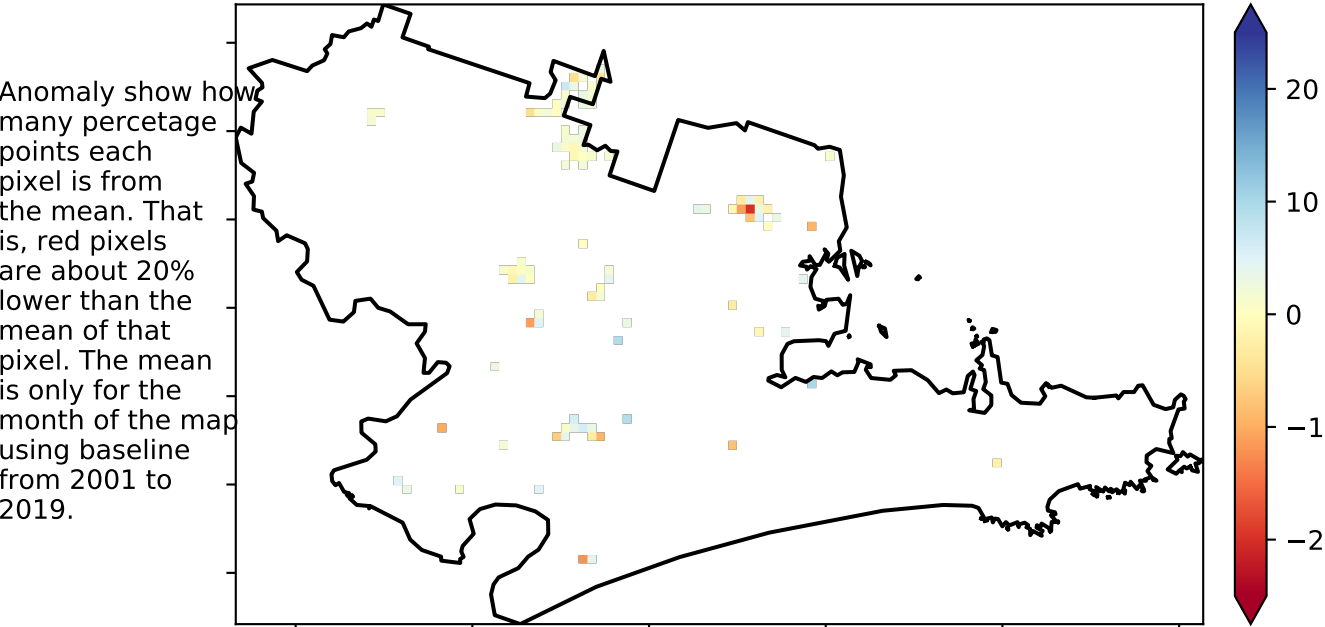 Anomaly show how
many percetage
points each
pixel is from
the mean. That
is, red pixels
are about 20%
lower than the
mean of that
pixel. The mean
is only for the
month of the map
using baseline
from 2001 to
2019.
20
10
0
−1
−2